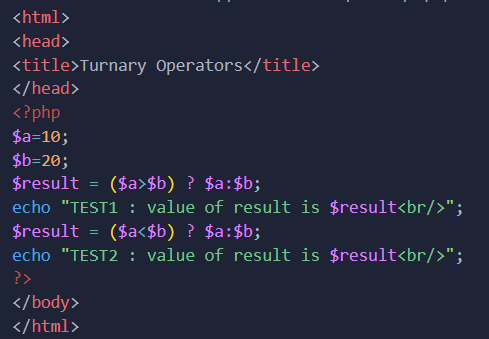 <html>
<head>
<title>Turnary Operators</title>
</head>
<?php
$a=10;
$b=20;
$result = ($a>$b) ? $a:$b;
echo "TEST1 : value of result is $result<br/>";
$result = ($a<$b) ? $a:$b;
echo "TEST2 : value of result is $result<br/>";
?>
</body>
</html>